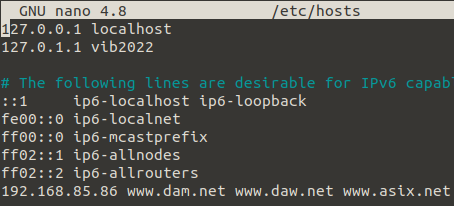 GNU nano 4.8 /etc/hosts
127.0.0.1 localhost
127.0.1.1 vib2022
# The following lines are desirable for IPv6 capabl
::1 ip6-localhost ip6-loopback
fe00::0 ip6-localnet
ff00::0 ip6-mcastprefix
ff02::1 ip6-allnodes
ff02::2 ip6-allrouters
192.168.85.86 www.dam.net www.daw.net www.asix.net